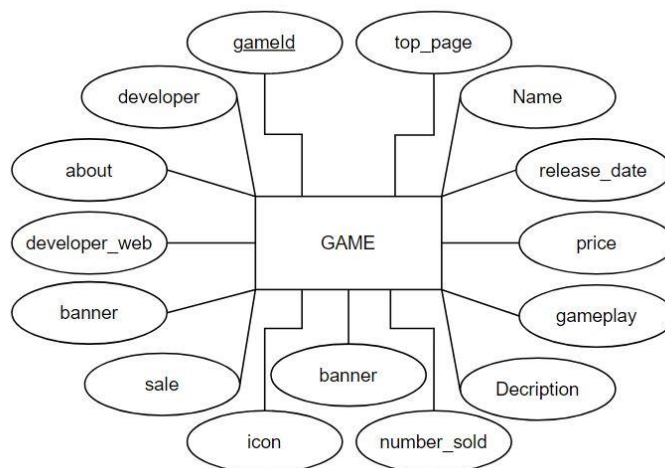 gameId
top_page
developer
Name
about
release_date
developer_web
GAME
price
banner
gameplay
sale
banner
Decription
icon
number_sold